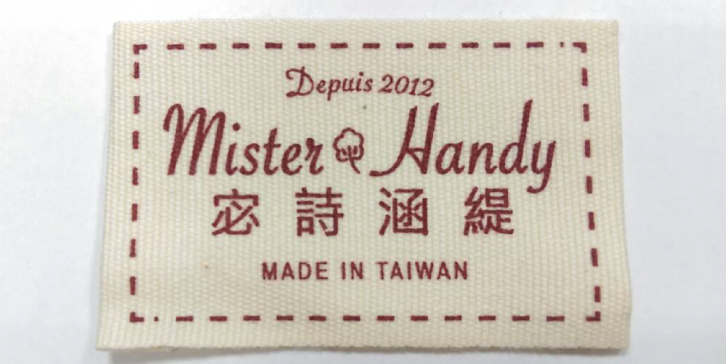 Depuis 2012
Mister Handy
宓詩涵緹
MADE IN TAIWAN